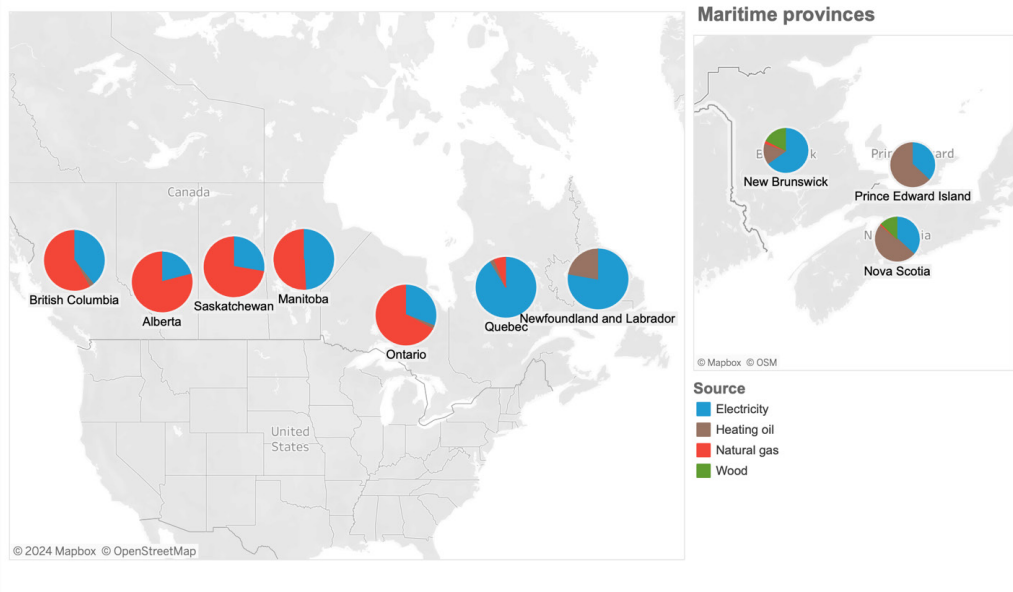 Maritime provinces
Canada
British Columbia
Alberta
Saskatchewan
Manitoba
Ontario
Quebec
Newfoundland and Labrador
United
States
© 2024 Mapbox © OpenStreetMap
New Brunswick
Prince Edward Island
Nova Scotia
© Mapbox © OSM
Source
Electricity
Heating oil
Natural gas
Wood